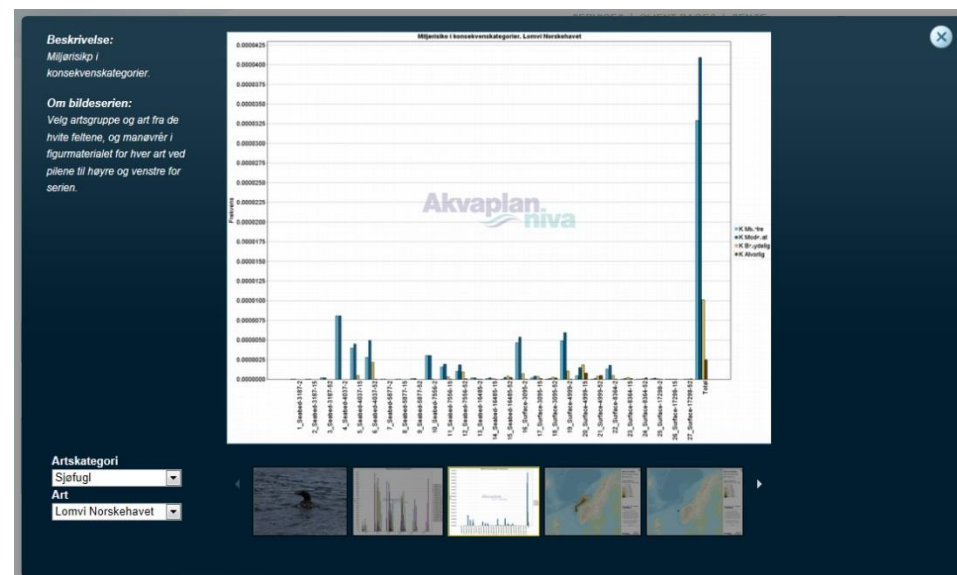 Beskrivelse:
Miljørisikp i
konsekvenskategorier.
Om bildeserien:
Velg artsgruppe og art fra de
hvite feltene, og manøvrér i
figurmaterialet for hver art ved
pilene til høyre og venstre for
serien.
Miljørisiko i konsekvenskategorier. Lomvi Norskehavet
0.0000425
0.0000400
0.0000375
0.0000350
0.0000325
0.0000300
0.0000275
0.0000250
0.0000225
0.0000200
0.0000175
0.0000150
0.0000125
0.0000100
0.0000075
0.0000050
0.0000025
0.0000000
Frekvens
Akvaplan
niva
K Mindre
K Moderat
K Betydelig
K Alvorlig
1_Seabed-3187-2
2_Seabed-3187-15
3_Seabed-3187-52
4_Seabed-4037-2
5_Seabed-4037-15
6_Seabed-4037-52
7_Seabed-5877-2
8_Seabed-5877-15
9_Seabed-5877-52
10_Seabed-7556-2
11_Seabed-7556-15
12_Seabed-7556-52
13_Seabed-16485-2
14_Seabed-16485-15
15_Seabed-16485-52
16_Surface-3095-2
17_Surface-3095-15
18_Surface-3095-52
19_Surface-4999-2
20_Surface-4999-15
21_Surface-4999-52
22_Surface-8364-2
23_Surface-8364-15
24_Surface-8364-52
25_Surface-17298-2
26_Surface-17298-15
27_Surface-17298-52
Total
Artskategori
Sjøfugl
Art
Lomvi Norskehavet